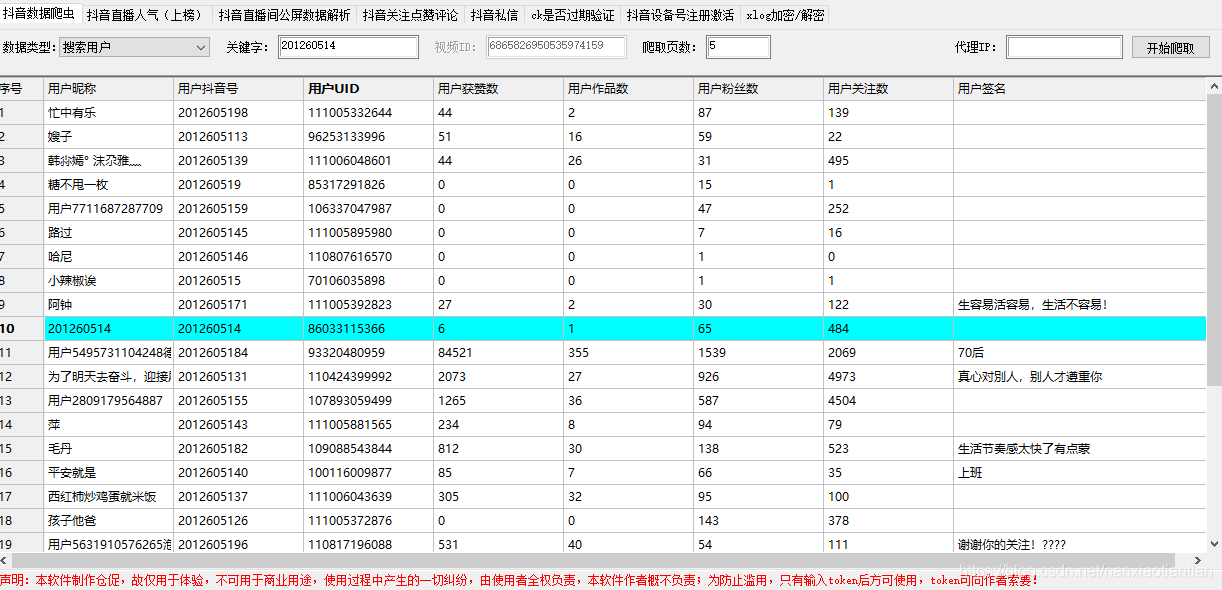 抖音数据爬虫 抖音直播人气（上榜） 抖音直播间公屏数据解析 抖音关注点赞评论 抖音私信 ck是否过期验证 抖音设备号注册激活 xlog加密/解密
数据类型: 搜索用户 关键字: 201260514 视频ID: 6865826950535974159 爬取页数: 5 代理IP: 开始爬取
序号 用户昵称 用户抖音号 用户UID 用户获赞数 用户作品数 用户粉丝数 用户关注数 用户签名
1 忙中有乐 2012605198 111005332644 44 2 87 139
2 嫂子 2012605113 96253133996 51 16 59 22
3 2012605139 111006048601 44 26 31 495
4 糖不甩一枚 201260519 85317291826 0 0 15 1
5 用户7711687287709 2012605159 106337047987 0 0 47 252
6 路过 2012605145 111005895980 0 0 7 16
7 哈尼 2012605146 110807616570 0 0 1 0
8 小辣椒诶 201260515 70106035898 0 0 1 1
9 阿钟 2012605171 111005392823 27 2 30 122 生容易活容易，生活不容易！
10 201260514 201260514 86033115366 6 1 65 484
11 用户5495731104248 2012605184 93320480959 84521 355 1539 2069 70后
12 为了明天去奋斗，迎接 2012605131 110424399992 2073 27 926 4973 真心对别人，别人才遵重你
13 用户2809179564887 2012605155 107893059499 1265 36 587 4504
14 萍 2012605143 111005881565 234 8 94 79
15 毛丹 2012605182 109088543844 812 30 138 523 生活节奏感太快了有点蒙
16 平安就是 2012605140 100116009877 85 7 66 35 上班
17 西红柿炒鸡蛋就米饭 2012605137 111006043639 305 32 95 100
18 孩子他爸 2012605126 111005372876 0 0 143 378
19 用户5631910576265 2012605196 110817196088 531 40 54 111 谢谢你的关注！????
声明：本软件制作仓促，故仅用于体验，不可用于商业用途，使用过程中产生的一切纠纷，由使用者全权负责，本软件作者概不负责；为防止滥用，只有输入token后方可使用，token可向作者索要！
https://blog.csdn.net/nanxiaotiantian